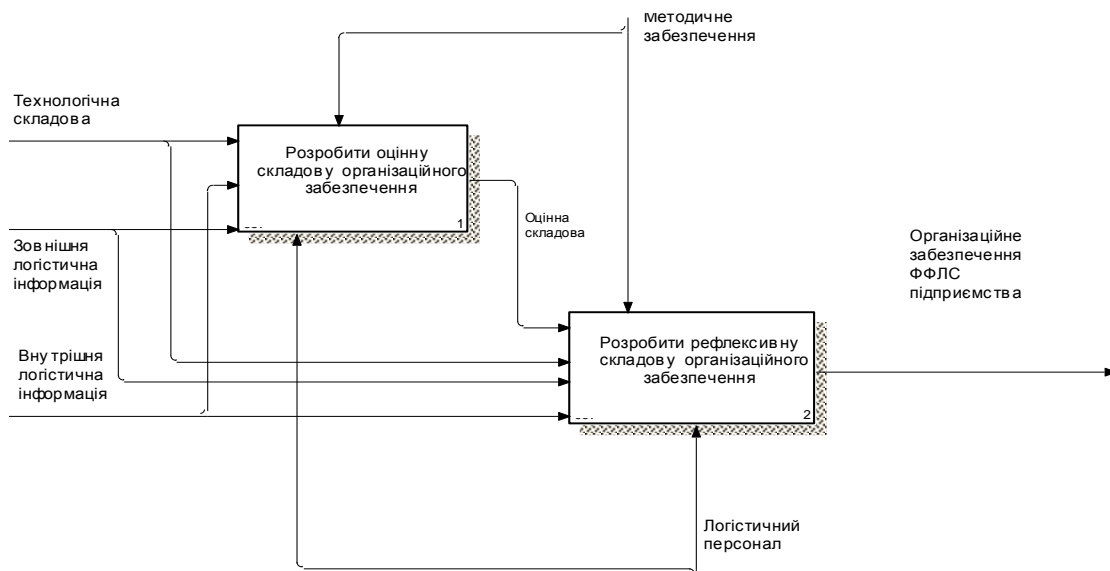 Методичне
забезпечення
Технологічна
складова
Розробити оцінну
складову організаційного
забезпечення
1
Оцінна
складова
Зовнішня
логістична
інформація
Організаційне
забезпечення
ФФЛС
підприємства
Внутрішня
логістична
інформація
Розробити рефлексивну
складову організаційного
забезпечення
2
Логістичний
персонал